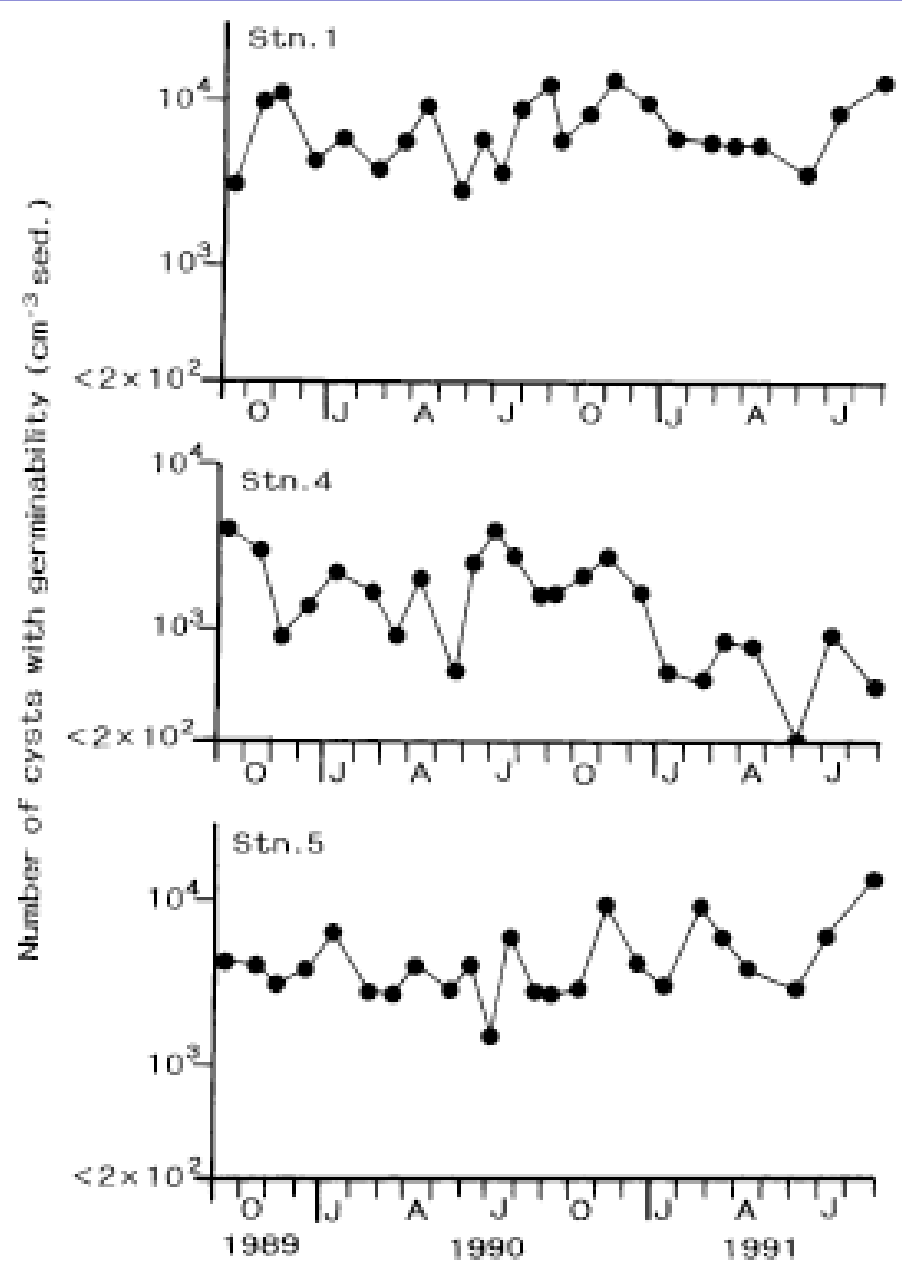 Number of cysts with germinability (cm⁻³ sed.)
Stn.1
10⁴
10³
<2×10²
O J A J O J A J
Stn.4
10⁴
10³
<2×10²
O J A J O J A J
Stn.5
10⁴
10³
<2×10²
O J A J O J A J
1989 1990 1991